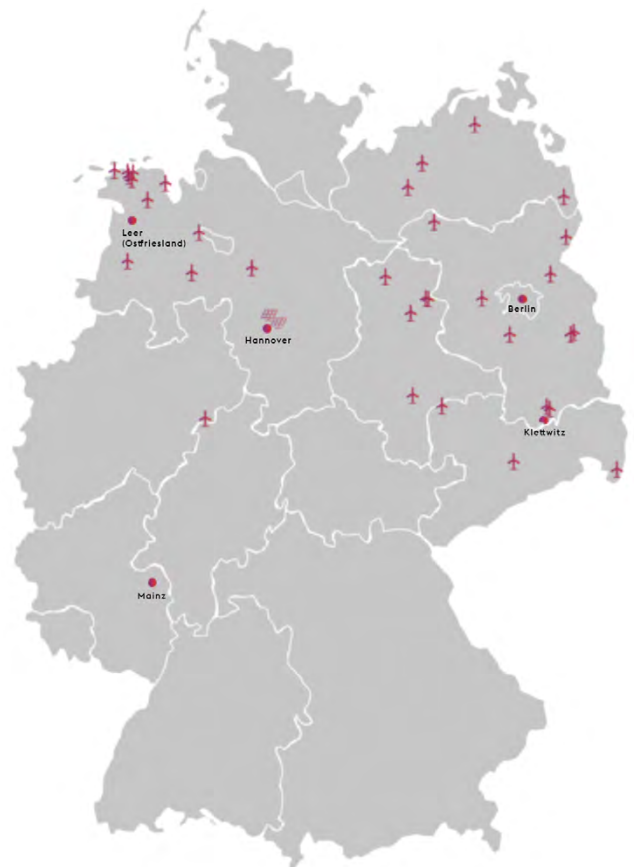 Leer
(Ostfriesland)
Berlin
Hannover
Klettwitz
Mainz